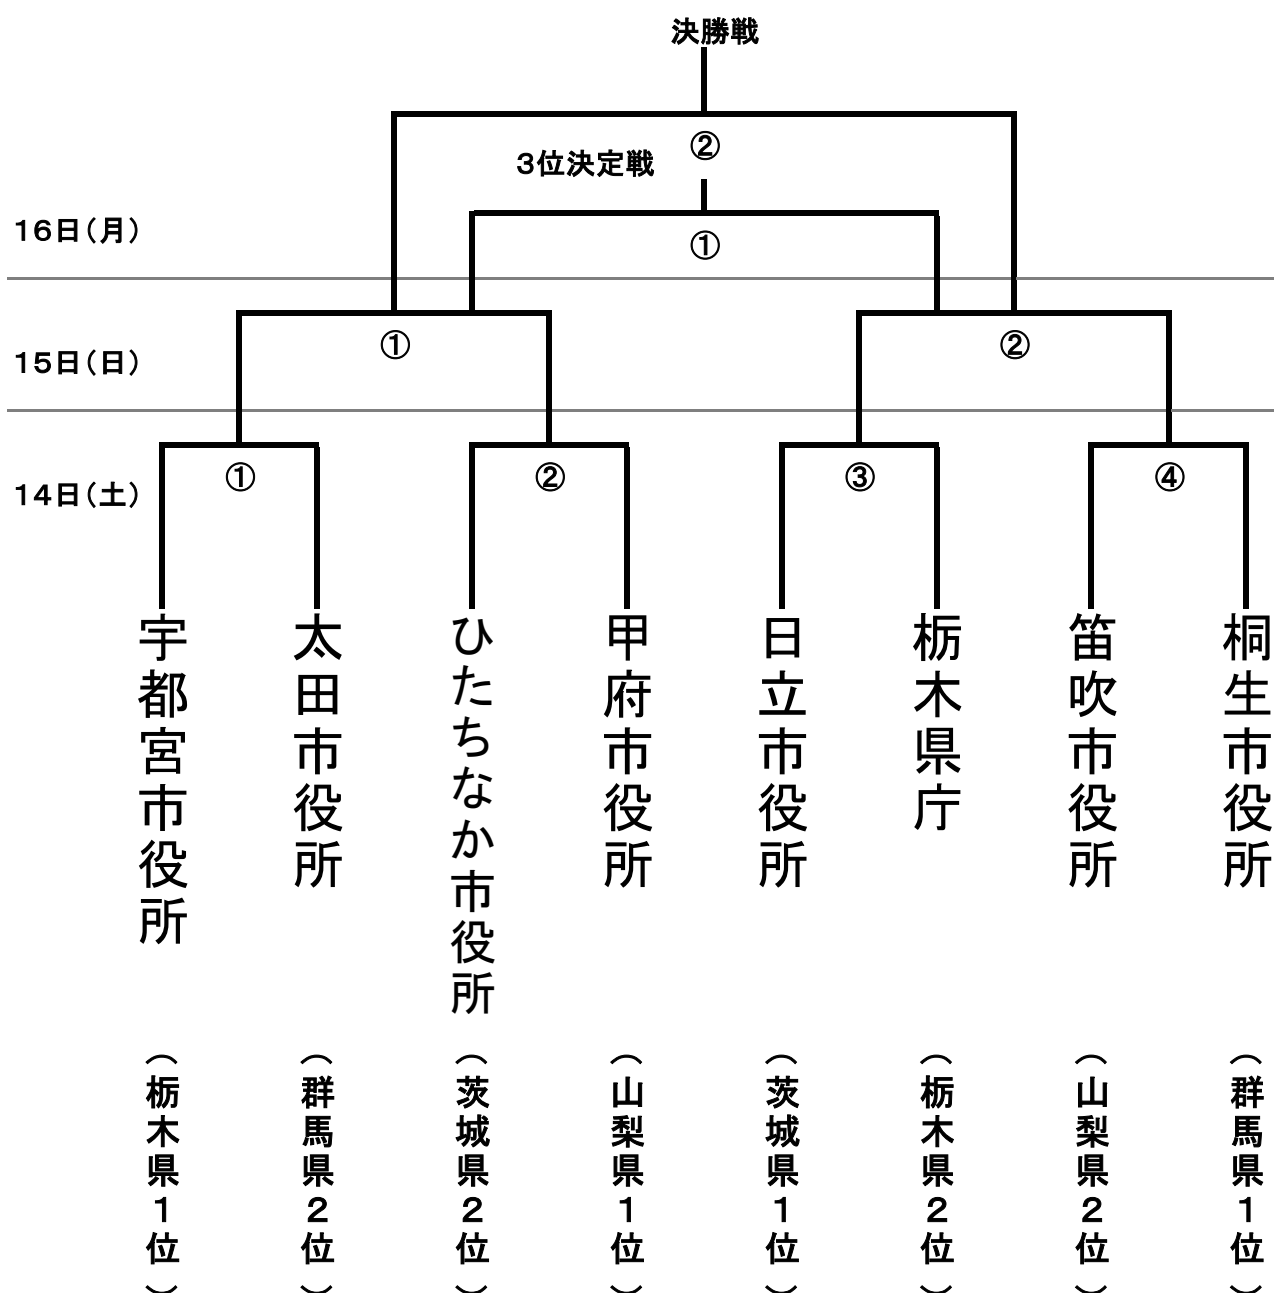 決勝戦
②
３位決定戦
16日（月）
①
15日（日）
①
②
14日（土）
①
②
③
④
宇都宮市役所
太田市役所
ひたちなか市役所
甲府市役所
日立市役所
栃木県庁
笛吹市役所
桐生市役所
（栃木県１位）
（群馬県２位）
（茨城県２位）
（山梨県１位）
（茨城県１位）
（栃木県２位）
（山梨県２位）
（群馬県１位）